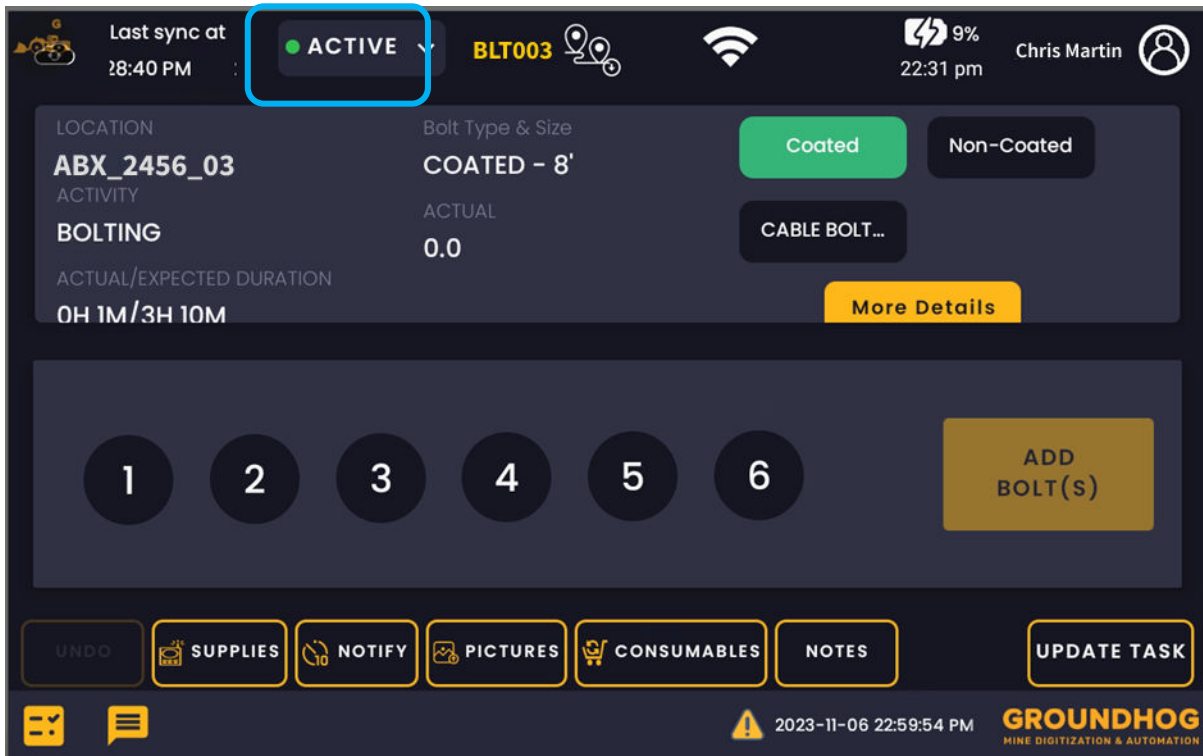 G
Last sync at
28:40 PM :
ACTIVE
BLT003
9%
22:31 pm
Chris Martin
LOCATION
ABX_2456_03
ACTIVITY
BOLTING
ACTUAL/EXPECTED DURATION
0H 1M/3H 10M
Bolt Type & Size
COATED - 8'
ACTUAL
0.0
Coated
Non-Coated
CABLE BOLT...
More Details
1
2
3
4
5
6
ADD
BOLT(S)
UNDO
SUPPLIES
10
NOTIFY
PICTURES
CONSUMABLES
NOTES
UPDATE TASK
2023-11-06 22:59:54 PM
GROUNDHOG
MINE DIGITIZATION & AUTOMATION